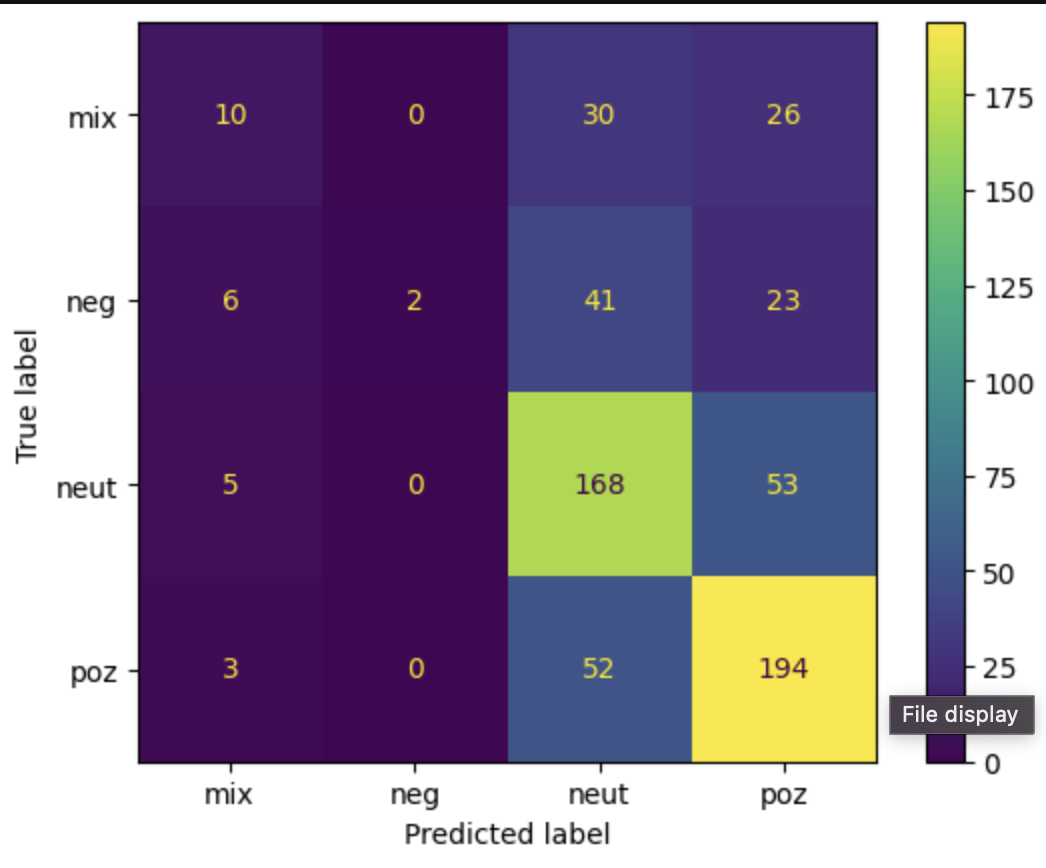 mix 10 0 30 26
neg 6 2 41 23
neut 5 0 168 53
poz 3 0 52 194
mix neg neut poz
True label
Predicted label
175
150
125
100
75
50
25
0
File display